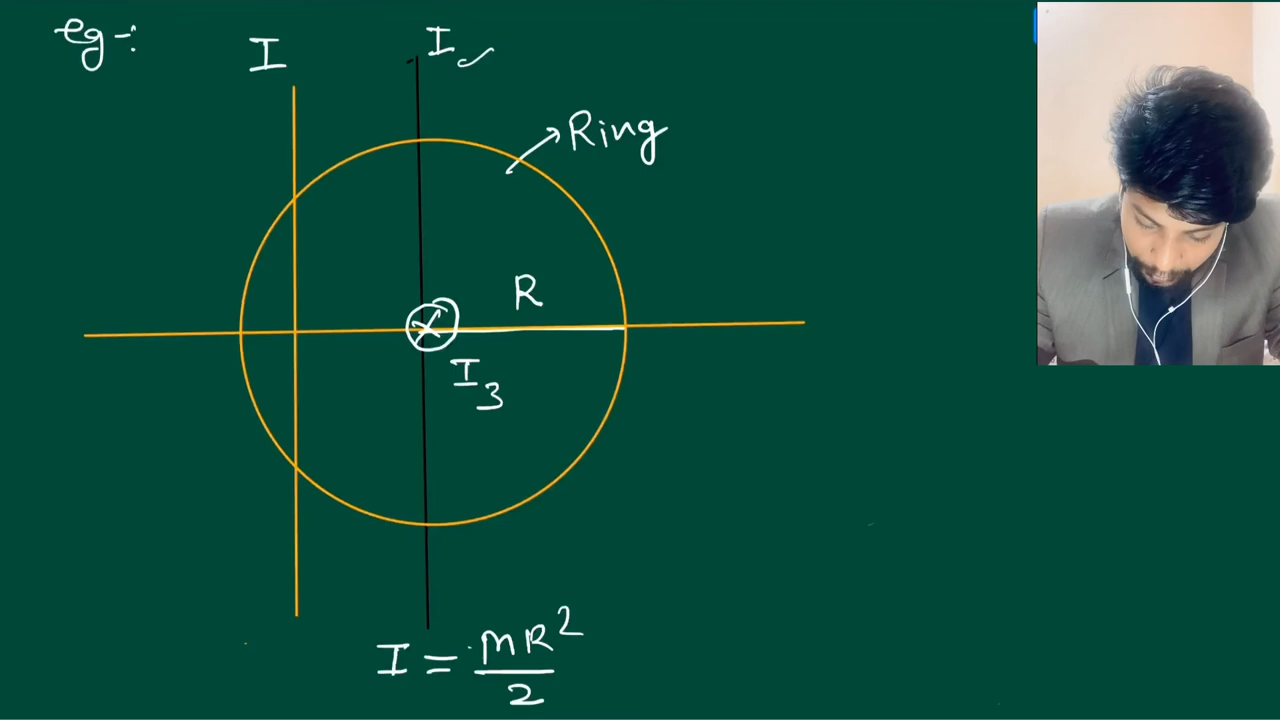 eg -:
I
I
Ring
R
I₃
I = MR²/2